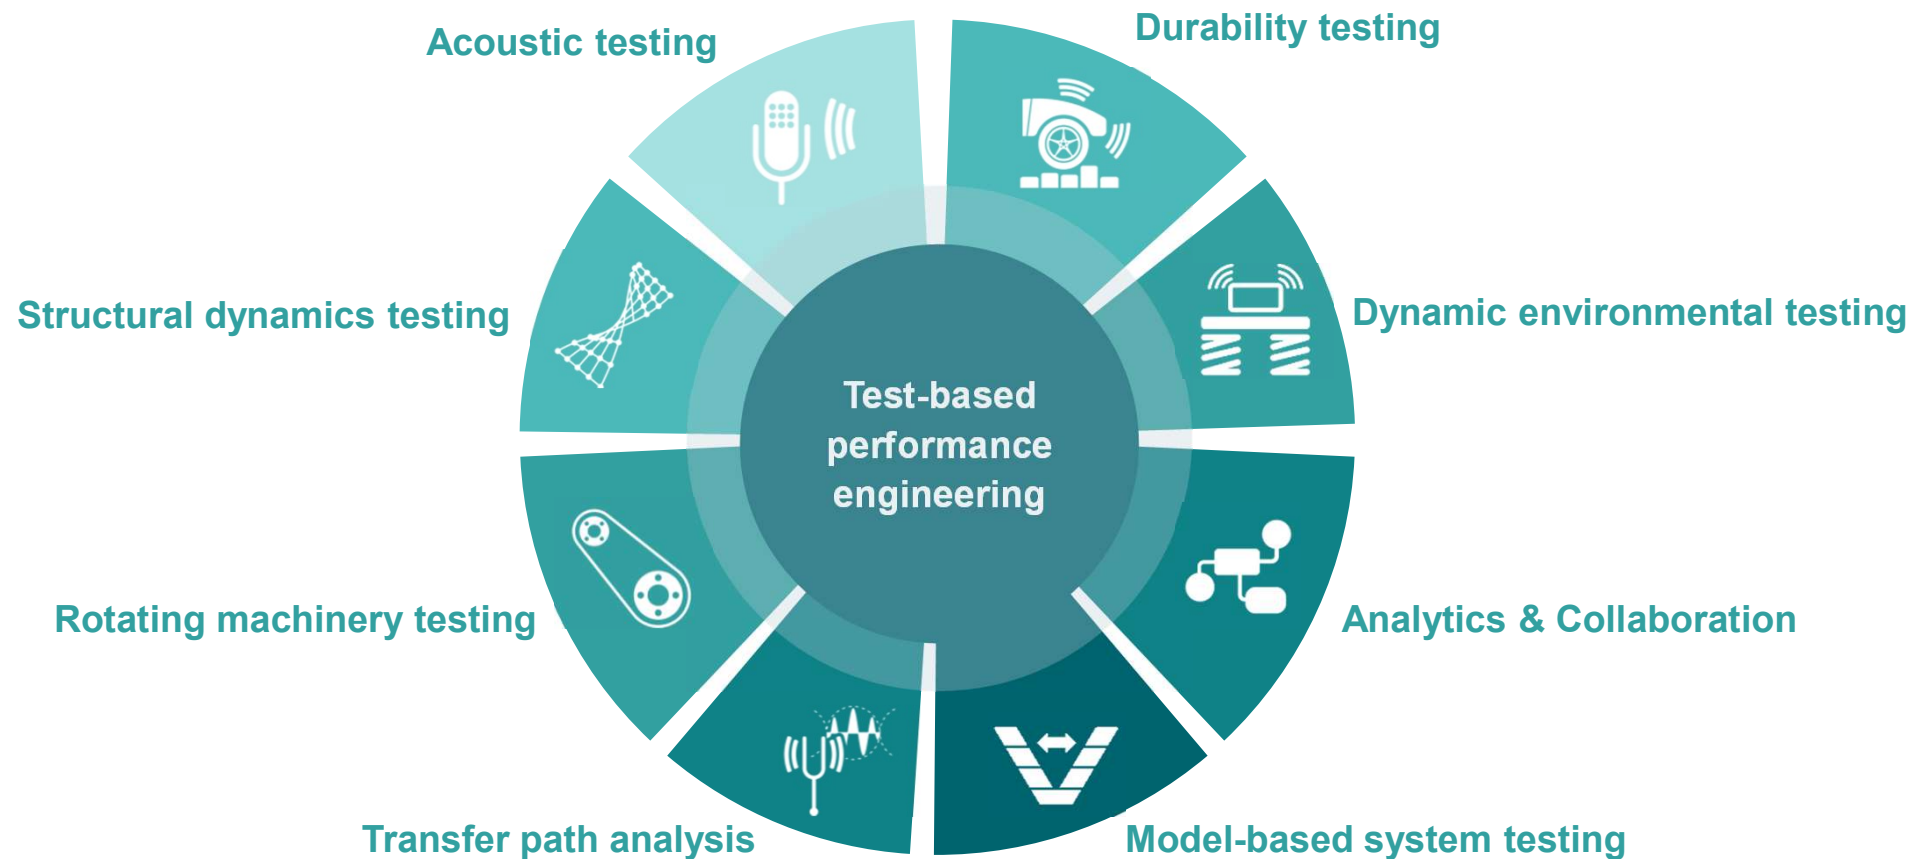 Acoustic testing
Durability testing
Structural dynamics testing
Dynamic environmental testing
Test-based
performance
engineering
Rotating machinery testing
Analytics & Collaboration
Transfer path analysis
Model-based system testing